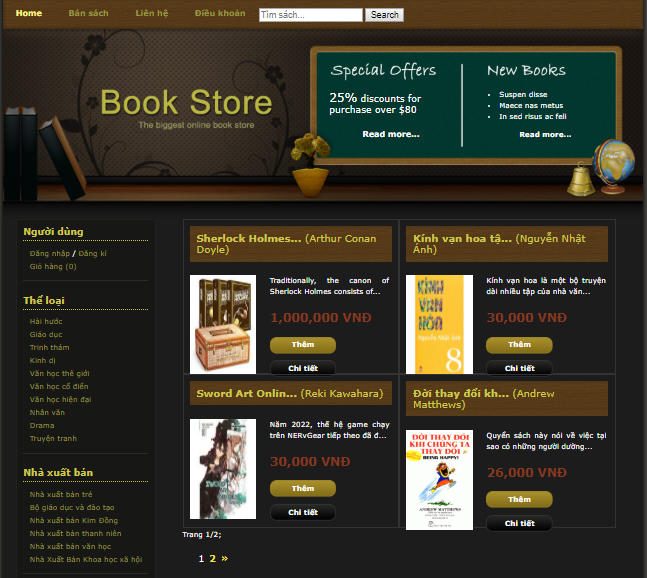 Home Bán sách Liên hệ Điều khoản Tìm sách... Search
Book Store
The biggest online book store
Special Offers
25% discounts for
purchase over $80
Read more...
New Books
Suspen disse
Maece nas metus
In sed risus ac feli
Read more...
Người dùng
Đăng nhập / Đăng kí
Giỏ hàng (0)
Thể loại
Hài hước
Giáo dục
Trinh thám
Kinh dị
Văn học thế giới
Văn học cổ điển
Văn học hiện đại
Nhân văn
Drama
Truyện tranh
Nhà xuất bản
Nhà xuất bản trẻ
Bộ giáo dục và đào tạo
Nhà xuất bản Kim Đồng
Nhà xuất bản thanh niên
Nhà xuất bản văn học
Nhà Xuất Bản Khoa học xã hội
Sherlock Holmes... (Arthur Conan
Doyle)
Traditionally, the canon of
Sherlock Holmes consists of...
1,000,000 VNĐ
Thêm
Chi tiết
Kính vạn hoa tậ... (Nguyễn Nhật
Ánh)
KÍNH
VẠN
HOA
Nguyễn Nhật Ánh
8
Kính vạn hoa là một bộ truyện
dài nhiều tập của nhà văn...
30,000 VNĐ
Thêm
Chi tiết
Sword Art Onlin... (Reki Kawahara)
SWORD
Năm 2022, thế hệ game chạy
trên NERvGear tiếp theo đã đ...
30,000 VNĐ
Thêm
Chi tiết
Đời thay đổi kh... (Andrew
Matthews)
ĐỜI THAY ĐỔI
KHI CHÚNG TA
THAY ĐỔI
BEING HAPPY!
ANDREW MATTHEWS
Quyển sách này nói về việc tại
sao có những người dường...
26,000 VNĐ
Thêm
Chi tiết
Trang 1/2;
1 2 »